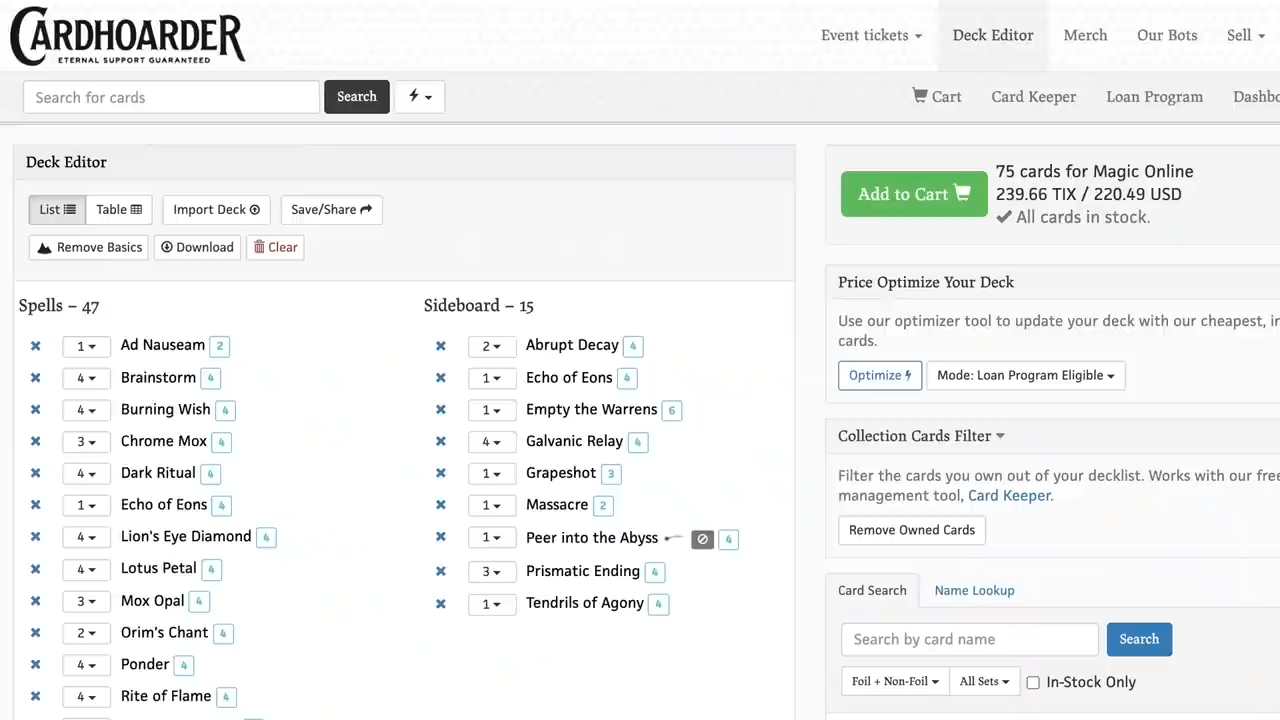 CARDHOARDER
ETERNAL SUPPORT GUARANTEED
Event tickets
Deck Editor
Merch
Our Bots
Sell
Search for cards
Search
Cart
Card Keeper
Loan Program
Dashbo
Deck Editor
List
Table
Import Deck
Save/Share
Remove Basics
Download
Clear
Spells – 47
1 Ad Nauseam 2
4 Brainstorm 4
4 Burning Wish 4
3 Chrome Mox 4
4 Dark Ritual 4
1 Echo of Eons 4
4 Lion's Eye Diamond 4
4 Lotus Petal 4
3 Mox Opal 4
2 Orim's Chant 4
4 Ponder 4
4 Rite of Flame 4
Sideboard – 15
2 Abrupt Decay 4
1 Echo of Eons 4
1 Empty the Warrens 6
4 Galvanic Relay 4
1 Grapeshot 3
1 Massacre 2
1 Peer into the Abyss 4
3 Prismatic Ending 4
1 Tendrils of Agony 4
Add to Cart
75 cards for Magic Online
239.66 TIX / 220.49 USD
All cards in stock.
Price Optimize Your Deck
Use our optimizer tool to update your deck with our cheapest, in
cards.
Optimize
Mode: Loan Program Eligible
Collection Cards Filter
Filter the cards you own out of your decklist. Works with our free
management tool, Card Keeper.
Remove Owned Cards
Card Search
Name Lookup
Search by card name
Search
Foil + Non-Foil
All Sets
In-Stock Only